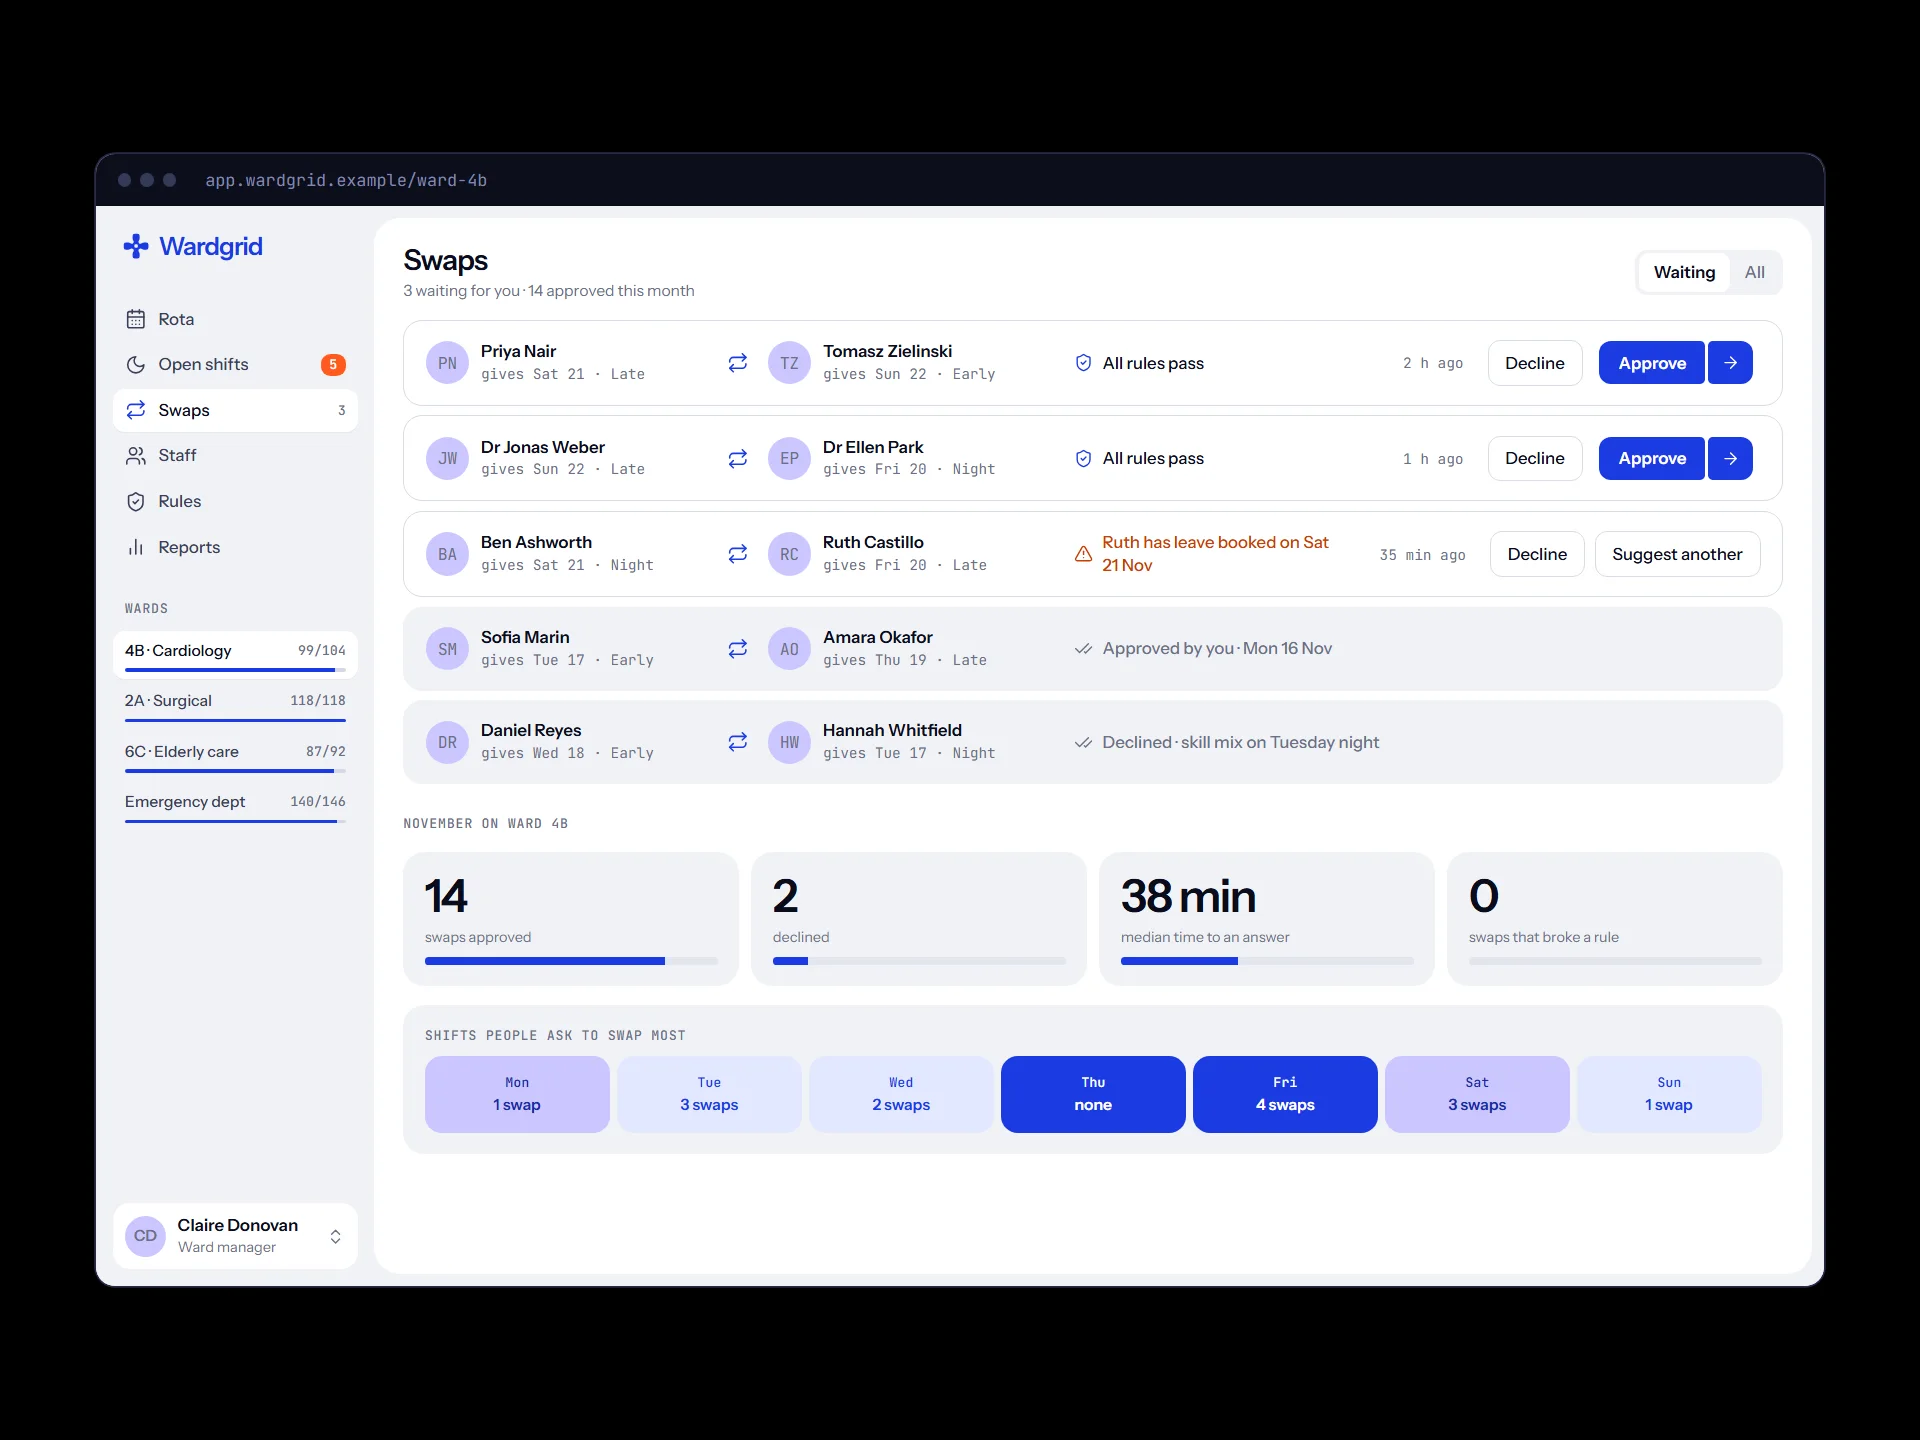 app.wardgrid.example/ward-4b
Wardgrid
Rota
Open shifts 5
Swaps 3
Staff
Rules
Reports
WARDS
4B · Cardiology 99/104
2A · Surgical 118/118
6C · Elderly care 87/92
Emergency dept 140/146
CD
Claire Donovan
Ward manager
Swaps
3 waiting for you · 14 approved this month
Waiting All
PN
Priya Nair
gives Sat 21 · Late
TZ
Tomasz Zielinski
gives Sun 22 · Early
All rules pass
2 h ago
Decline
Approve
JW
Dr Jonas Weber
gives Sun 22 · Late
EP
Dr Ellen Park
gives Fri 20 · Night
All rules pass
1 h ago
Decline
Approve
BA
Ben Ashworth
gives Sat 21 · Night
RC
Ruth Castillo
gives Fri 20 · Late
Ruth has leave booked on Sat
21 Nov
35 min ago
Decline
Suggest another
SM
Sofia Marin
gives Tue 17 · Early
AO
Amara Okafor
gives Thu 19 · Late
Approved by you · Mon 16 Nov
DR
Daniel Reyes
gives Wed 18 · Early
HW
Hannah Whitfield
gives Tue 17 · Night
Declined · skill mix on Tuesday night
NOVEMBER ON WARD 4B
14
swaps approved
2
declined
38 min
median time to an answer
0
swaps that broke a rule
SHIFTS PEOPLE ASK TO SWAP MOST
Mon
1 swap
Tue
3 swaps
Wed
2 swaps
Thu
none
Fri
4 swaps
Sat
3 swaps
Sun
1 swap